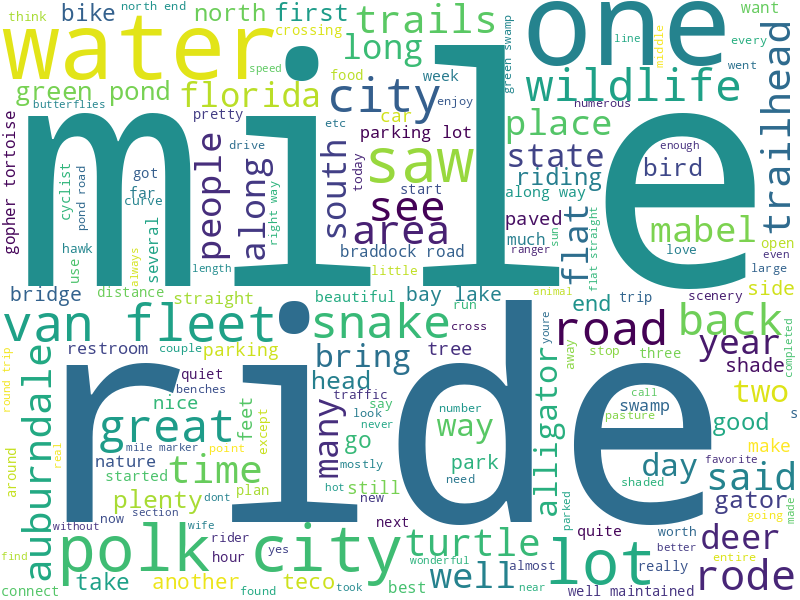 think
bike
north end
north
first
trails
one
want
crossing
line
middle
every
went
water
long
green swamp
trailhead
speed
green pond
florida
food
week
city
wildlife
butterflies
enjoy
numerous
mile
gopher tortoise
pretty
car
place
etc
parking lot
people
along
south
today
saw
state
enough
drive
bird
got
far
cyclist
pond road
curve
several
right way
start
see
riding
along way
flat
flat straight
paved
area
much
sun
mabel
open
even
hawk
use
always
braddock road
ranger
love
large
length
little
distance
straight
beautiful
bay lake
animal
end
trip
scenery
side
bridge
run
van fleet
snake
cross
youre
road
back
year
completed
restroom
couple
parking
bring
tree
away
stop
three
shade
round trip
auburndale
quiet
head
ride
benches
traffic
alligator
call
swamp
two
pasture
favorite
nice
feet
except
great
many
say
look
never
number
way
good
s
mile marker
point
go
real
nature
time
mostly
park
shaded
day
make
around
started
hot
still
need
said
plenty
dont
plan
new
gator
going
made
without
now
section
wife
rider
next
parked
quite
worth
better
deer
find
polk city
yes
hour
turtle
lot
entire
wonderful
almost
really
connect
take
another
found
teco
took
best
well
near
well maintained
rode